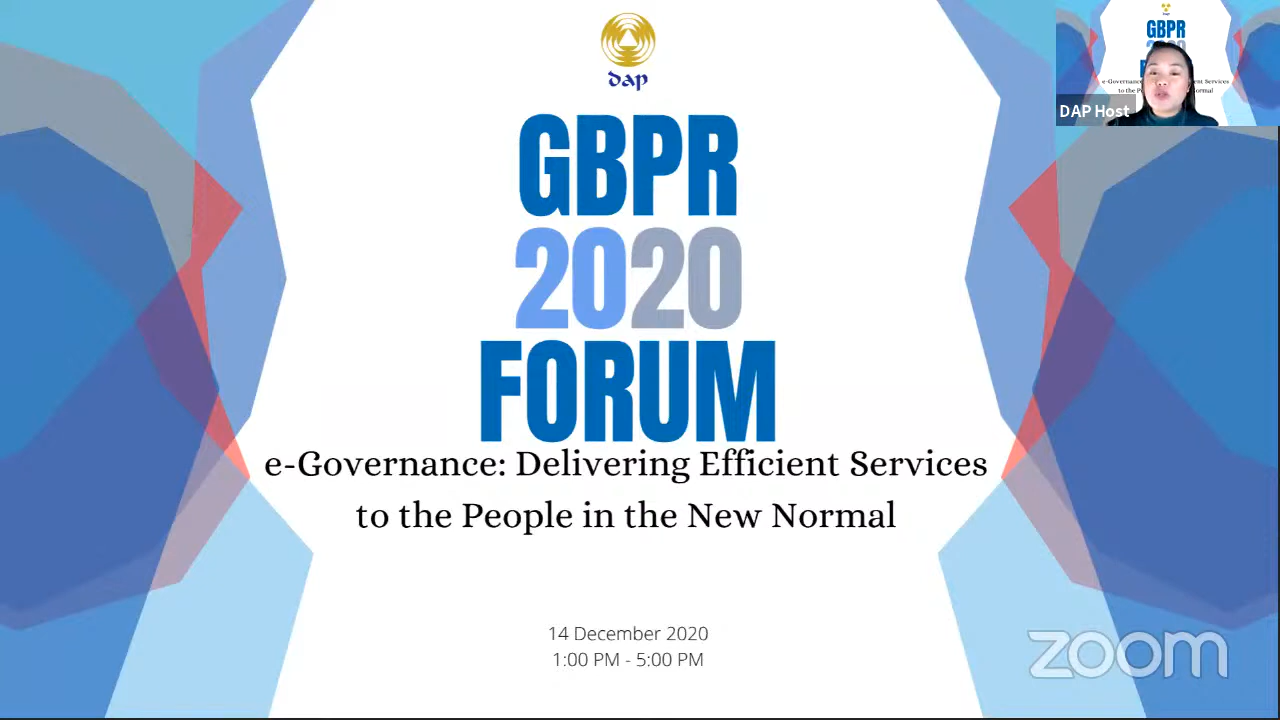 dap
GBPR
2020
FORUM
e-Governance: Delivering Efficient Services
to the People in the New Normal
14 December 2020
1:00 PM - 5:00 PM
GBPR
DAP Host
zoom